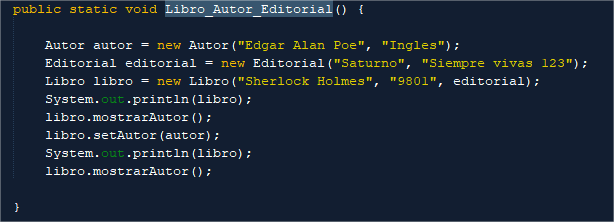 public static void Libro_Autor_Editorial() {
Autor autor = new Autor("Edgar Alan Poe", "Ingles");
Editorial editorial = new Editorial("Saturno", "Siempre vivas 123");
Libro libro = new Libro("Sherlock Holmes", "9801", editorial);
System.out.println(libro);
libro.mostrarAutor();
libro.setAutor(autor);
System.out.println(libro);
libro.mostrarAutor();
}